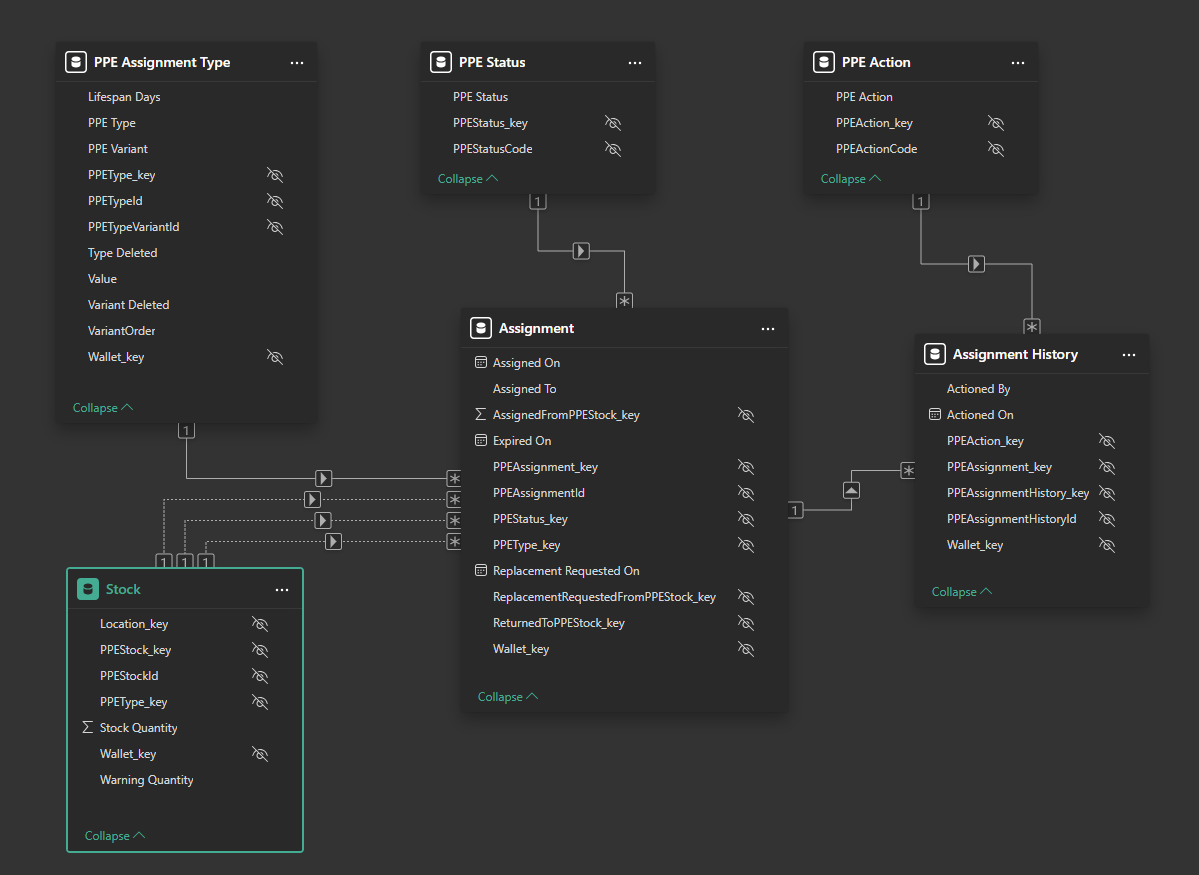 PPE Assignment Type
Lifespan Days
PPE Type
PPE Variant
PPEType_key
PPETypeId
PPETypeVariantId
Type Deleted
Value
Variant Deleted
VariantOrder
Wallet_key
Collapse
PPE Status
PPE Status
PPEStatus_key
PPEStatusCode
Collapse
PPE Action
PPE Action
PPEAction_key
PPEActionCode
Collapse
1
1
1
*
*
Assignment
Assigned On
Assigned To
AssignedFromPPEStock_key
Expired On
PPEAssignment_key
PPEAssignmentId
PPEStatus_key
PPEType_key
Replacement Requested On
ReplacementRequestedFromPPEStock_key
ReturnedToPPEStock_key
Wallet_key
Collapse
Assignment History
Actioned By
Actioned On
PPEAction_key
PPEAssignment_key
PPEAssignmentHistory_key
PPEAssignmentHistoryId
Wallet_key
Collapse
*
*
*
*
1
*
1 1 1
Stock
Location_key
PPEStock_key
PPEStockId
PPEType_key
Stock Quantity
Wallet_key
Warning Quantity
Collapse